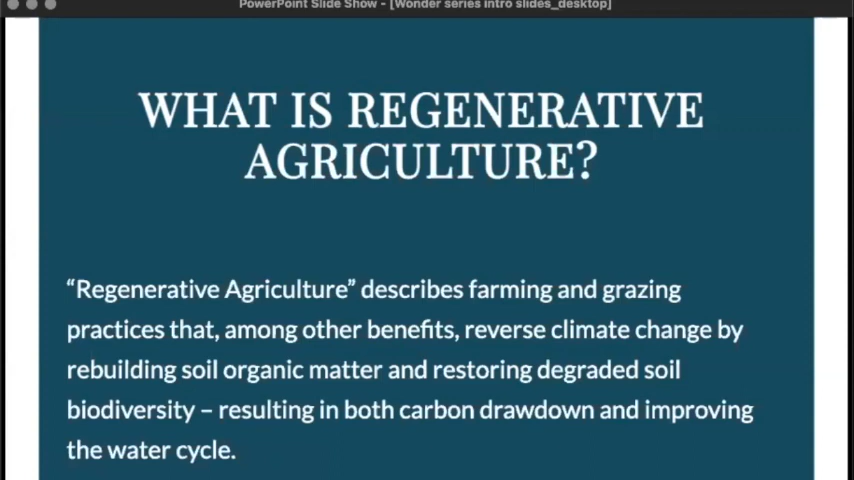 PowerPoint Slide Show - [Wonder series intro slides_desktop]
WHAT IS REGENERATIVE
AGRICULTURE?
“Regenerative Agriculture” describes farming and grazing
practices that, among other benefits, reverse climate change by
rebuilding soil organic matter and restoring degraded soil
biodiversity – resulting in both carbon drawdown and improving
the water cycle.